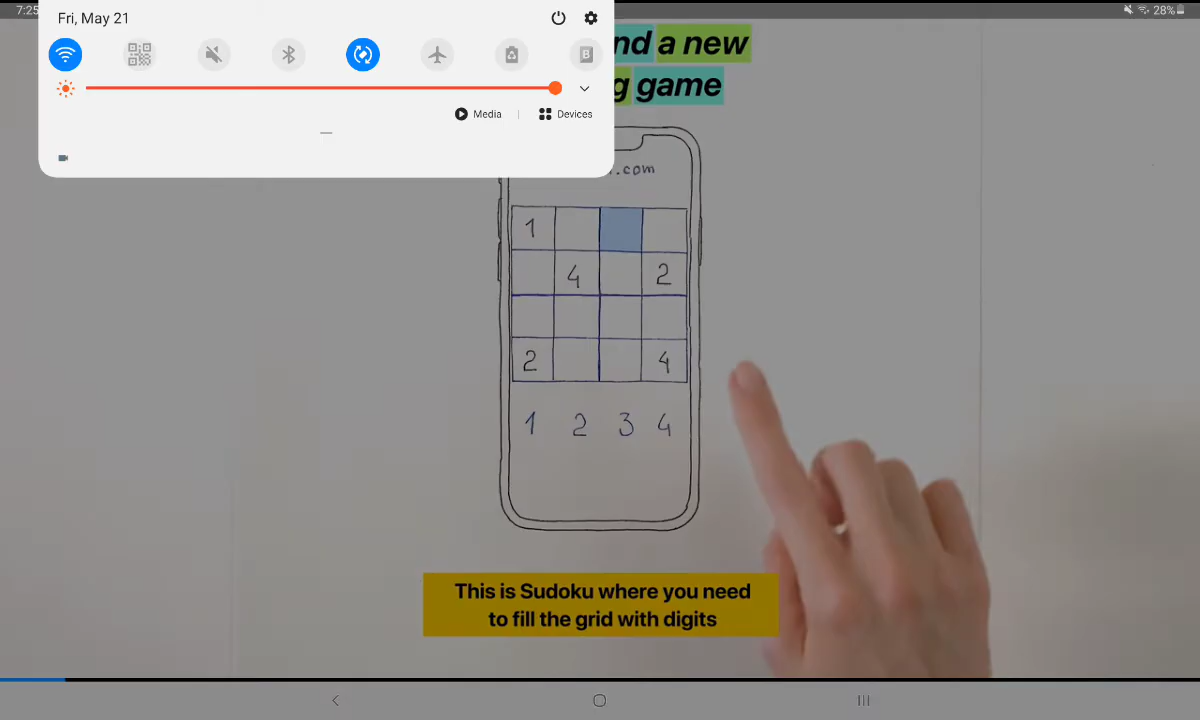 7:25
Fri, May 21
28%
nd a new
g game
Media
Devices
.com
1
4 2
2 4
1 2 3 4
This is Sudoku where you need
to fill the grid with digits